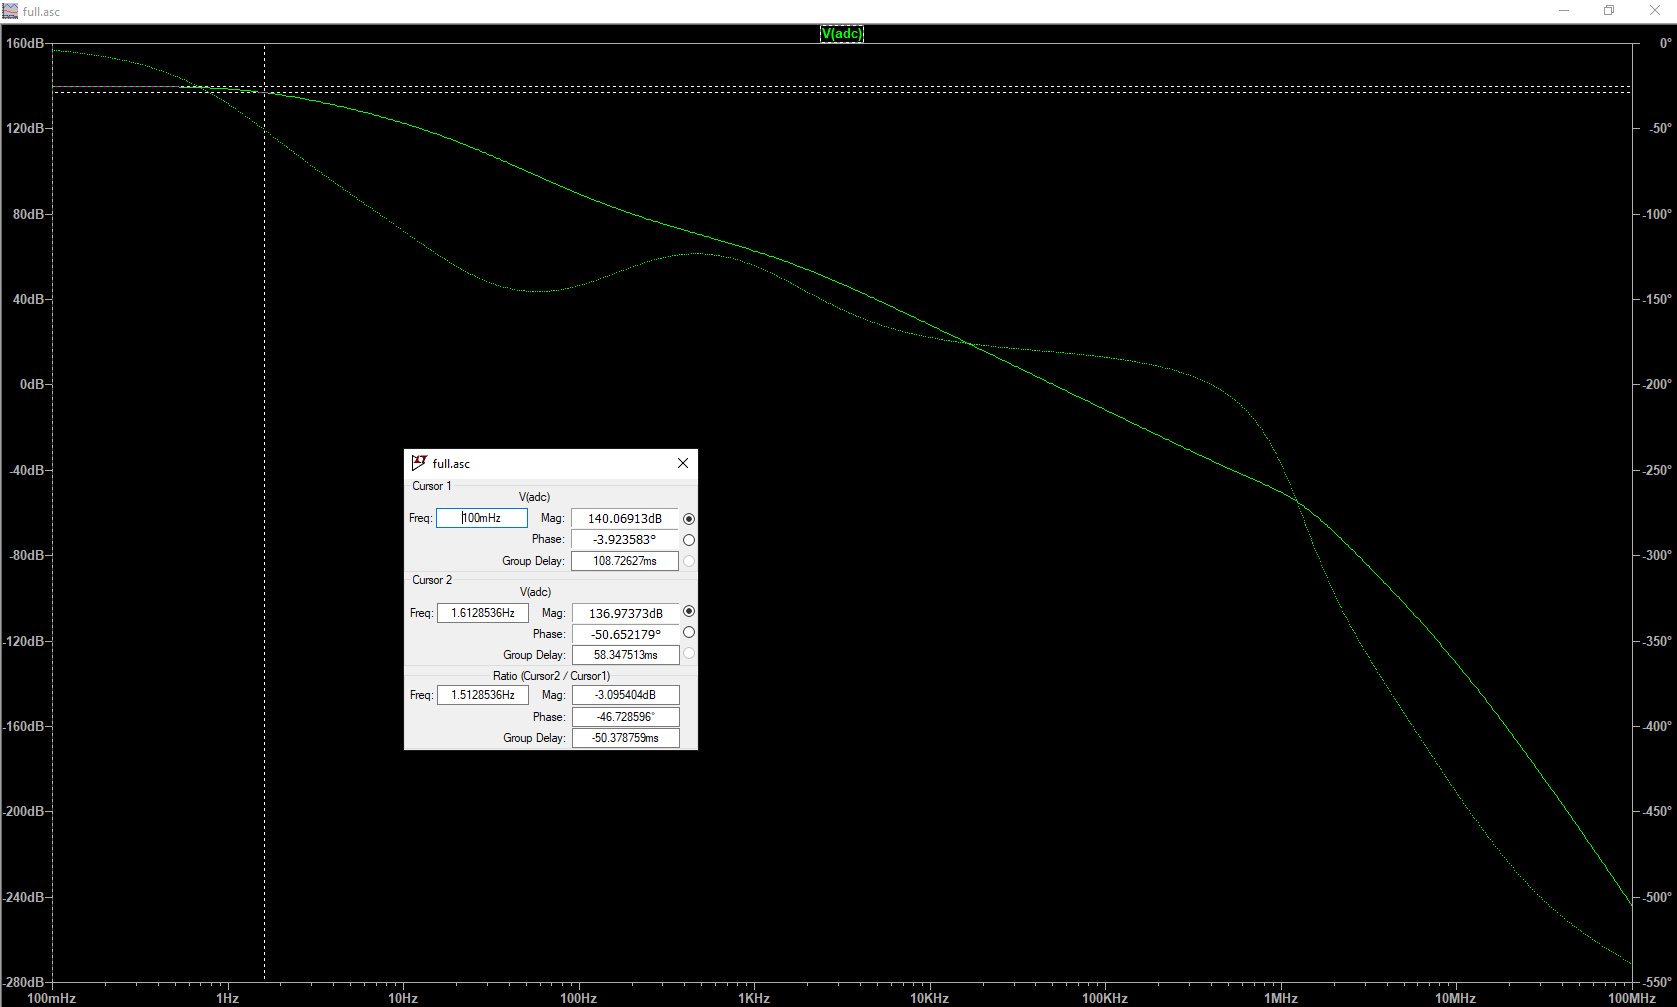 full.asc
V(adc)
160dB
120dB
80dB
40dB
0dB
-40dB
-80dB
-120dB
-160dB
-200dB
-240dB
-280dB
0°
-50°
-100°
-150°
-200°
-250°
-300°
-350°
-400°
-450°
-500°
-550°
100mHz 1Hz 10Hz 100Hz 1KHz 10KHz 100KHz 1MHz 10MHz 100MHz
full.asc
Cursor 1
V(adc)
Freq: 100mHz Mag: 140.06913dB
Phase: -3.923583°
Group Delay: 108.72627ms
Cursor 2
V(adc)
Freq: 1.6128536Hz Mag: 136.97373dB
Phase: -50.652179°
Group Delay: 58.347513ms
Ratio (Cursor2 / Cursor1)
Freq: 1.5128536Hz Mag: -3.095404dB
Phase: -46.728596°
Group Delay: -50.378759ms